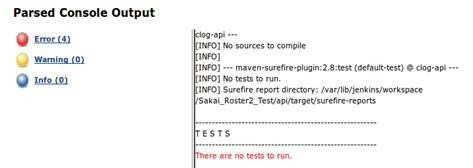 Parsed Console Output
Error (4)
Warning (0)
Info (0)
clog-api ---
[INFO] No sources to compile
[INFO]
[INFO] --- maven-surefire-plugin:2.8:test (default-test) @ clog-api ---
[INFO] No tests to run.
[INFO] Surefire report directory: /var/lib/jenkins/workspace
/Sakai_Roster2_Test/api/target/surefire-reports
-------------------------------------------------------
T E S T S
-------------------------------------------------------
There are no tests to run.